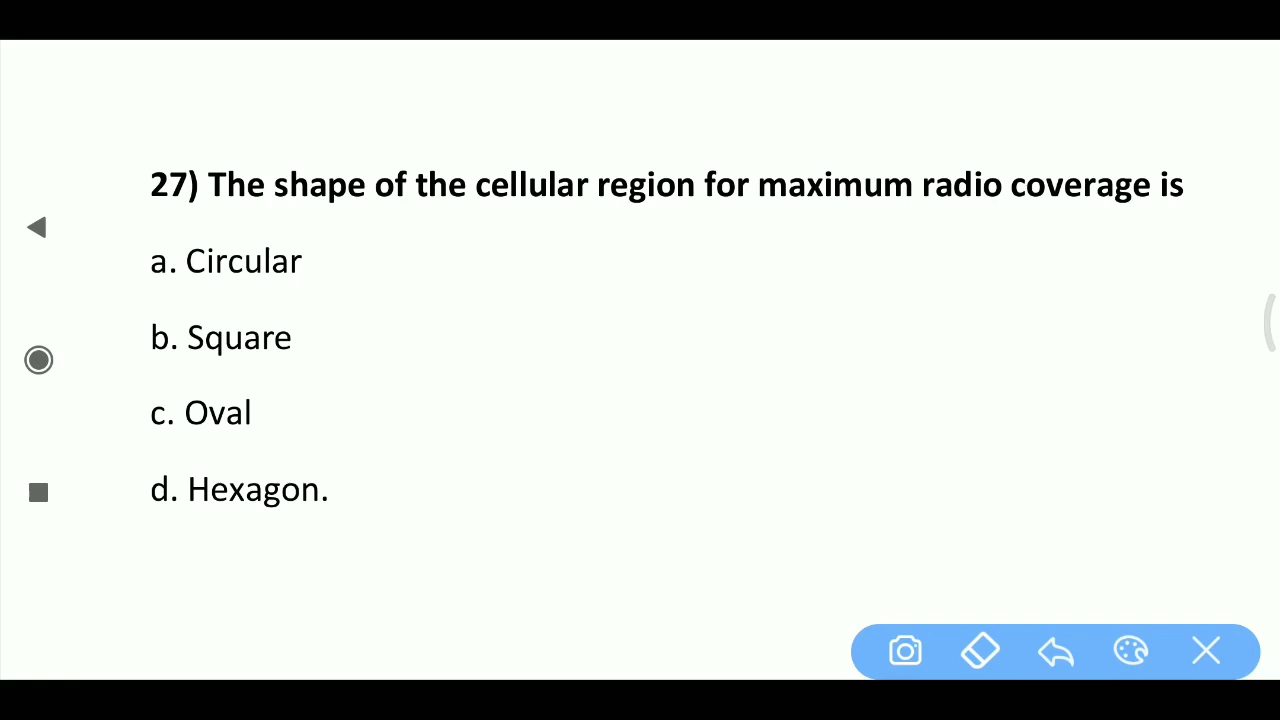 27) The shape of the cellular region for maximum radio coverage is
a. Circular
b. Square
c. Oval
d. Hexagon.